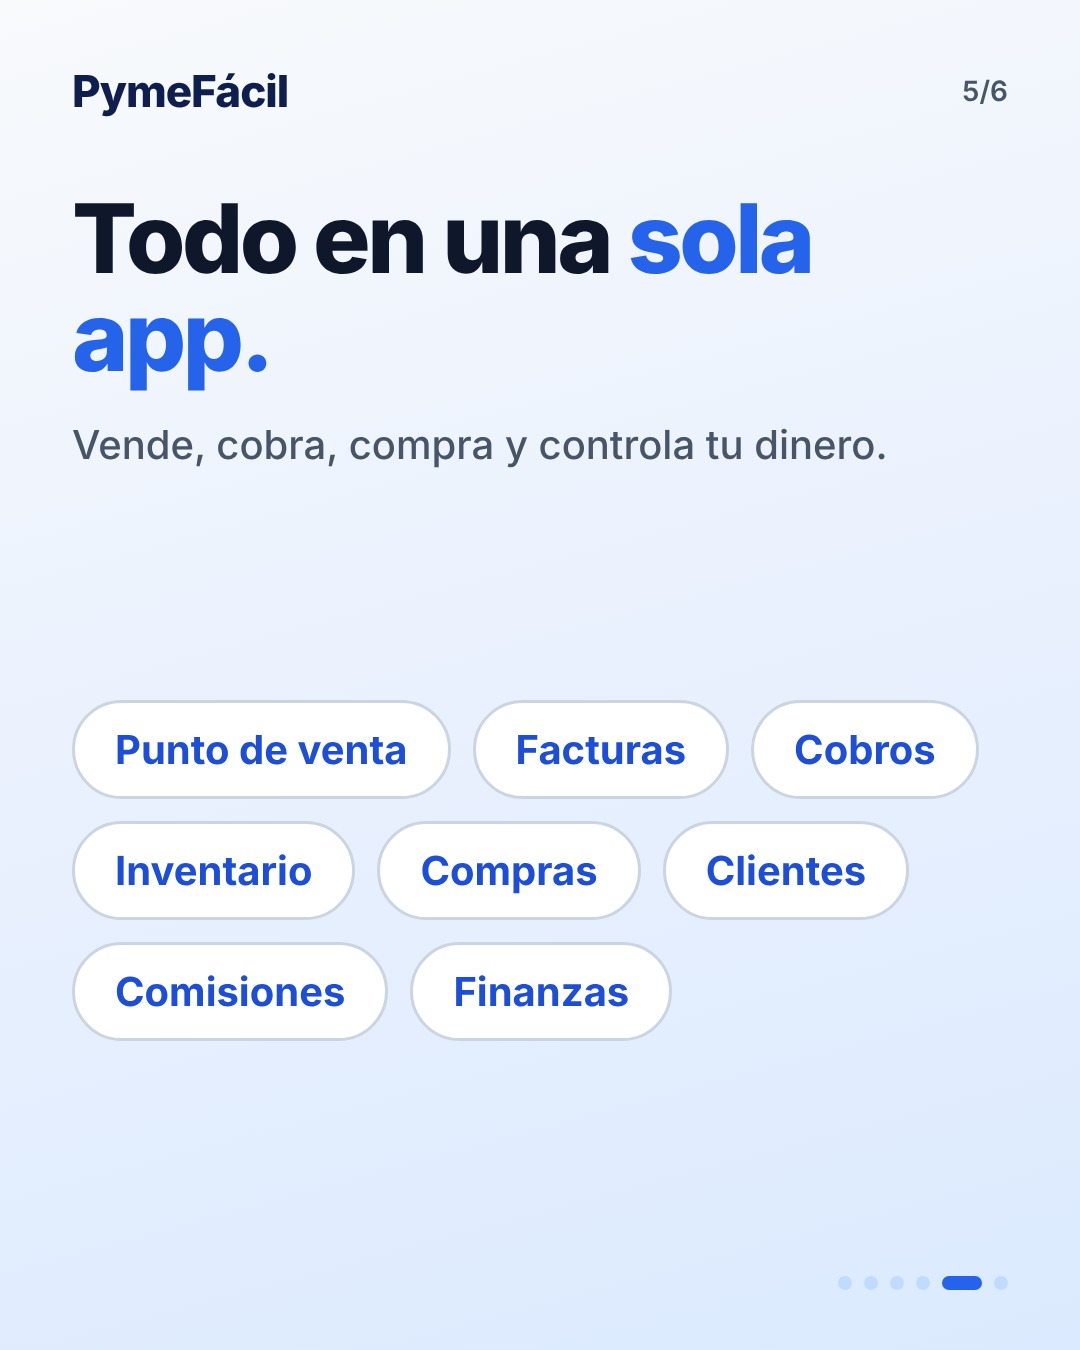 PymeFácil
5/6
Todo en una sola
app.
Vende, cobra, compra y controla tu dinero.
Punto de venta
Facturas
Cobros
Inventario
Compras
Clientes
Comisiones
Finanzas